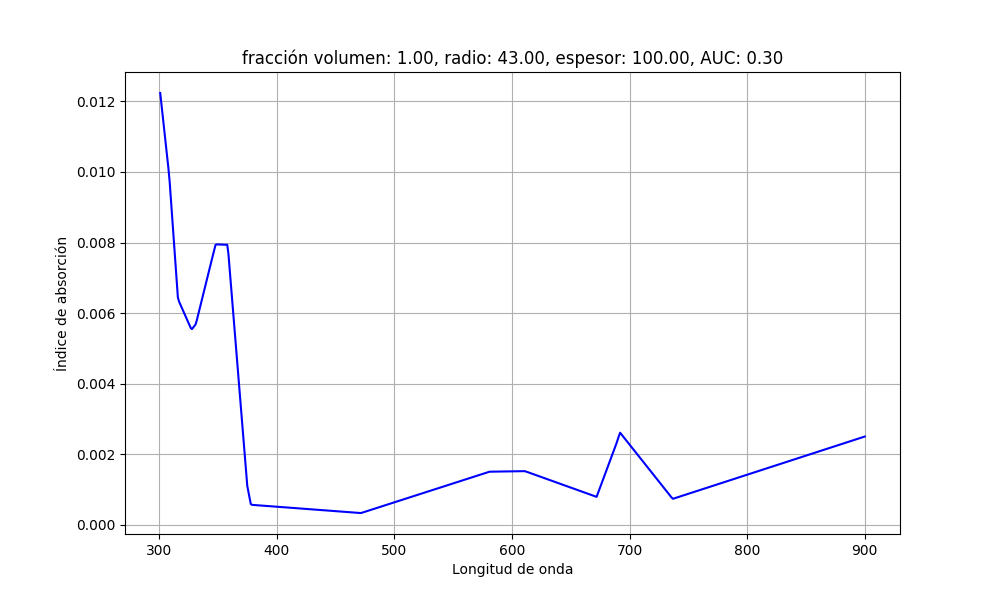 fracción volumen: 1.00, radio: 43.00, espesor: 100.00, AUC: 0.30
Índice de absorción
0.012
0.010
0.008
0.006
0.004
0.002
0.000
300 400 500 600 700 800 900
Longitud de onda